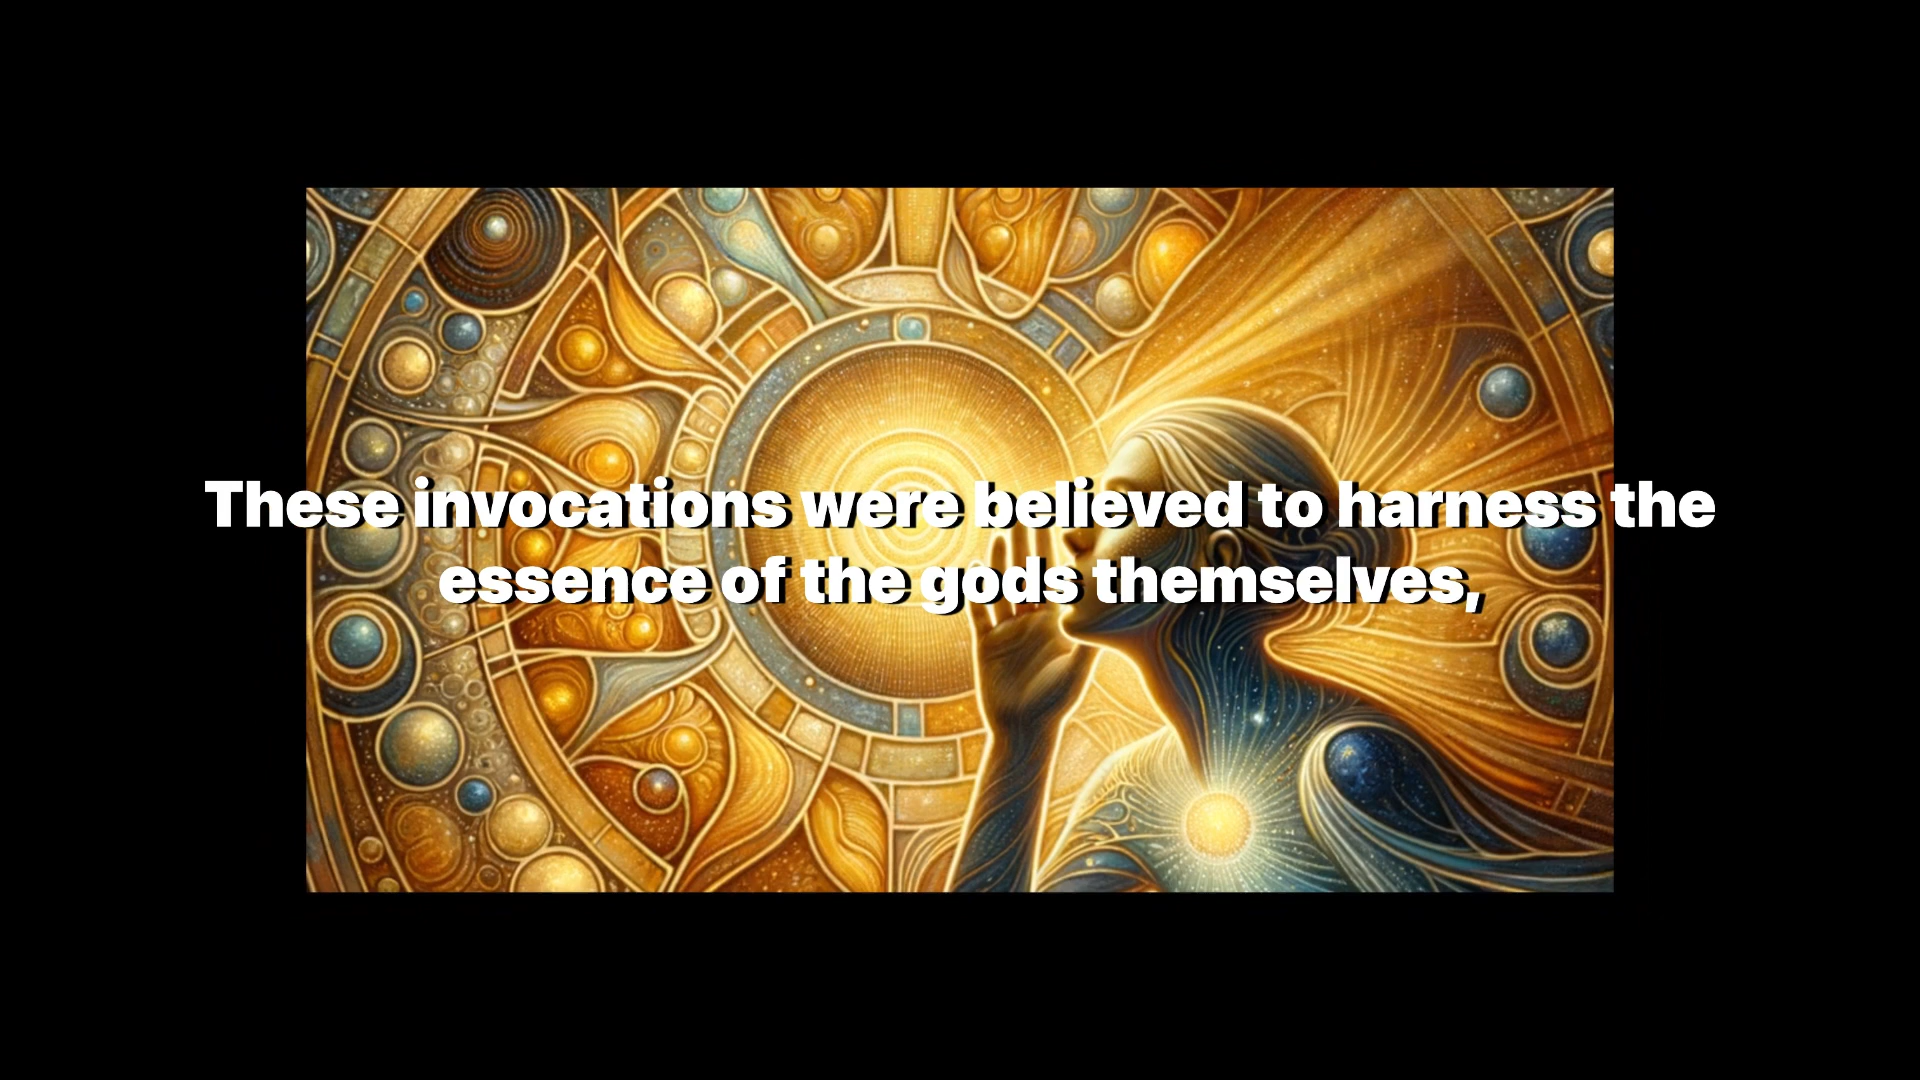 These invocations were believed to harness the
essence of the gods themselves,